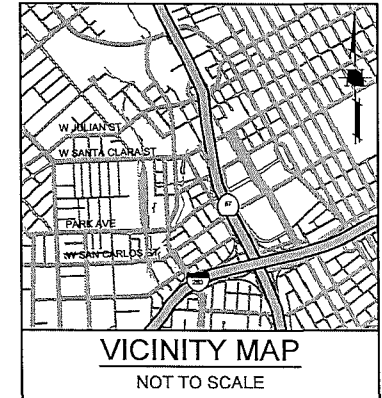 W JULIAN ST
W SANTA CLARA ST
PARK AVE
W SAN CARLOS ST
87
280
VICINITY MAP
NOT TO SCALE